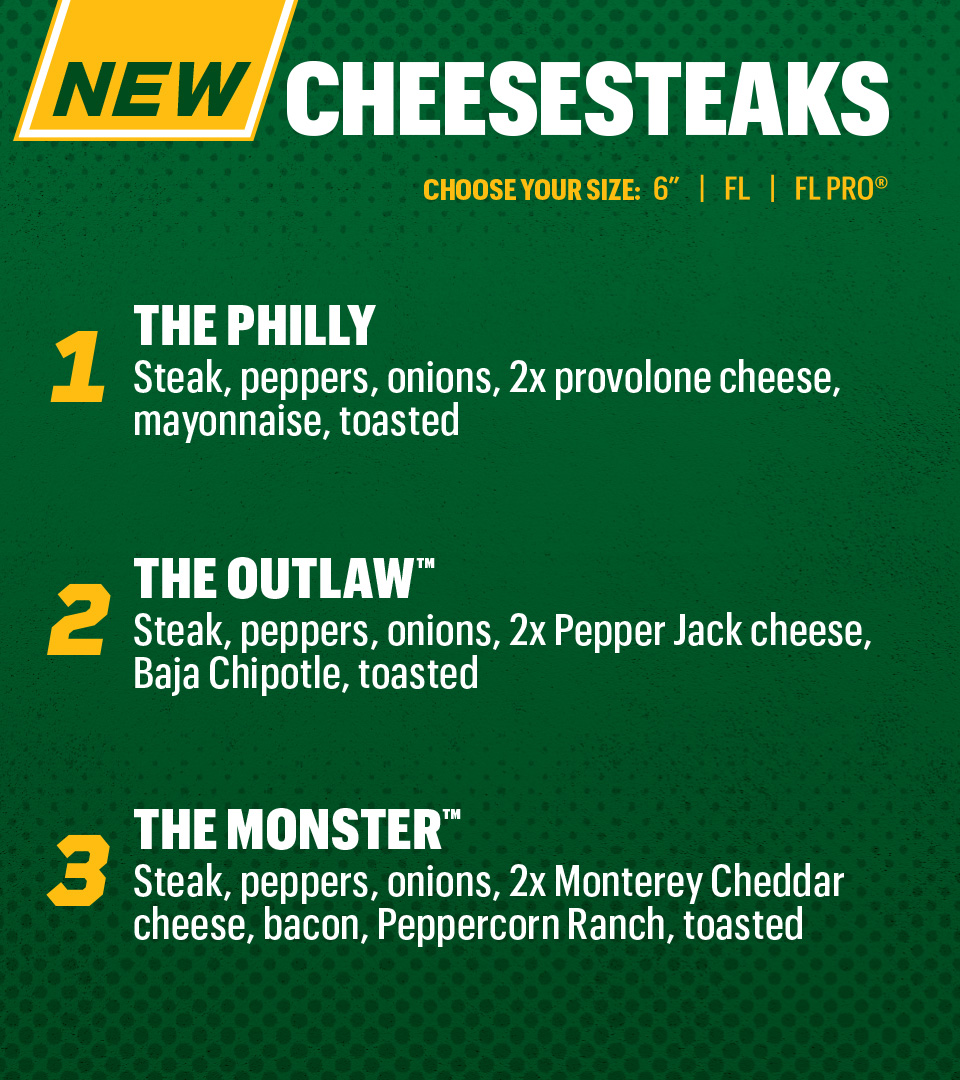 NEW CHEESESTEAKS
CHOOSE YOUR SIZE: 6” | FL | FL PRO®
1 THE PHILLY
Steak, peppers, onions, 2x provolone cheese,
mayonnaise, toasted
2 THE OUTLAW™
Steak, peppers, onions, 2x Pepper Jack cheese,
Baja Chipotle, toasted
3 THE MONSTER™
Steak, peppers, onions, 2x Monterey Cheddar
cheese, bacon, Peppercorn Ranch, toasted